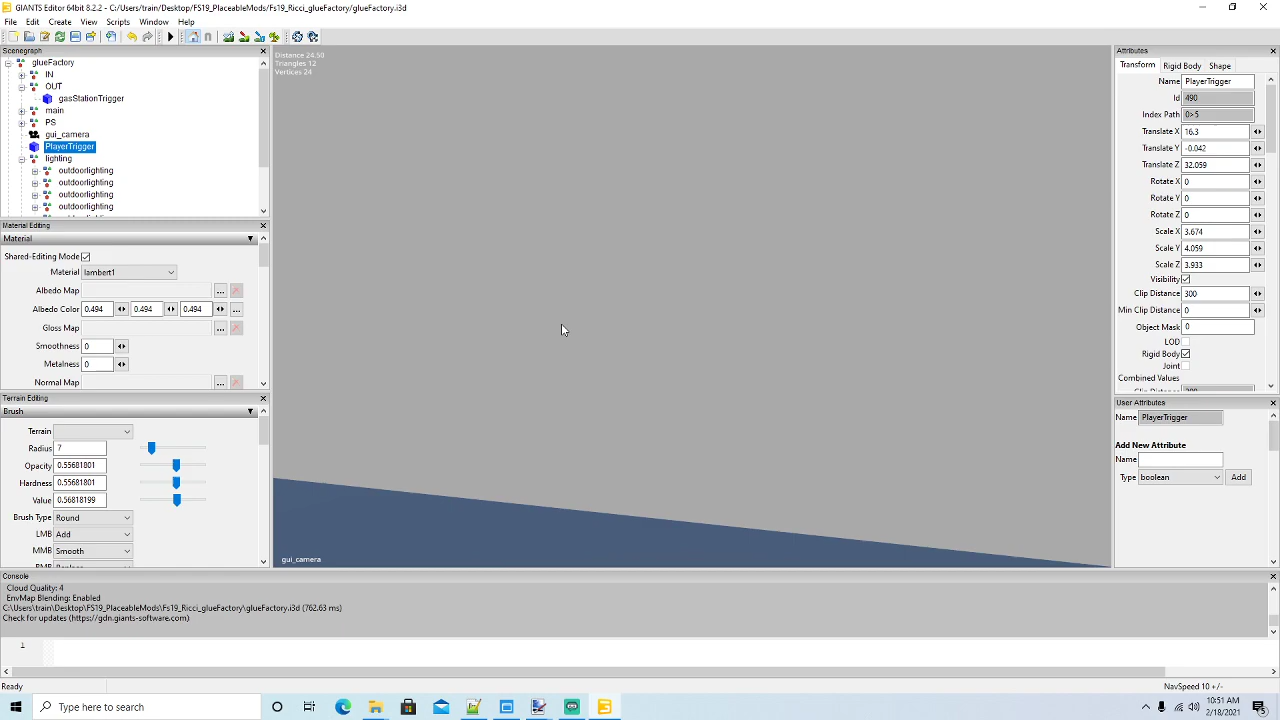 GIANTS Editor 64bit 8.2.2 - C:/Users/train/Desktop/FS19_PlaceableMods/Fs19_Ricci_glueFactory/glueFactory.i3d
File Edit Create View Scripts Window Help
Scenegraph
glueFactory
IN
OUT
gasStationTrigger
main
PS
gui_camera
PlayerTrigger
lighting
outdoorlighting
outdoorlighting
outdoorlighting
outdoorlighting
Material Editing
Material
Shared-Editing Mode
Material lambert1
Albedo Map ...
Albedo Color 0.494 0.494 0.494 ...
Gloss Map ...
Smoothness 0
Metalness 0
Normal Map ...
Terrain Editing
Brush
Terrain
Radius 7
Opacity 0.55681801
Hardness 0.55681801
Value 0.56818199
Brush Type Round
LMB Add
MMB Smooth
Distance 24.50
Triangles 12
Vertices 24
gui_camera
Attributes
Transform Rigid Body Shape
Name PlayerTrigger
Id 490
Index Path 0>5
Translate X 16.3
Translate Y -0.042
Translate Z 32.059
Rotate X 0
Rotate Y 0
Rotate Z 0
Scale X 3.674
Scale Y 4.059
Scale Z 3.933
Visibility
Clip Distance 300
Min Clip Distance 0
Object Mask 0
LOD
Rigid Body
Joint
Combined Values
User Attributes
Name PlayerTrigger
Add New Attribute
Name
Type boolean Add
Console
Cloud Quality: 4
EnvMap Blending: Enabled
C:\Users\train\Desktop\FS19_PlaceableMods\Fs19_Ricci_glueFactory\glueFactory.i3d (762.63 ms)
Check for updates (https://gdn.giants-software.com)
1
Ready
NavSpeed 10 +/-
Type here to search
10:51 AM
2/18/2021